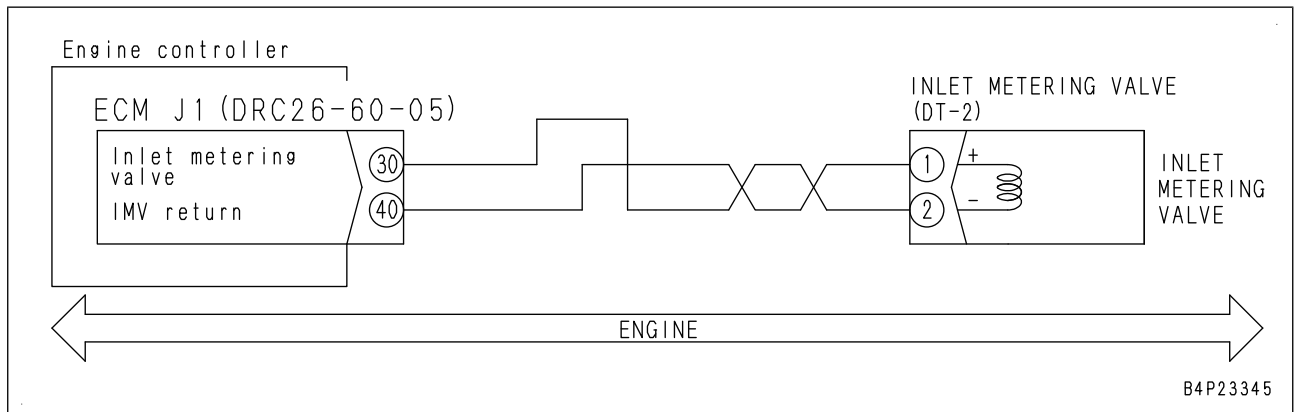 Engine controller
ECM J1 (DRC26-60-05)
Inlet metering
valve
30
IMV return
40
INLET METERING VALVE
(DT-2)
1
+
2
-
INLET
METERING
VALVE
ENGINE
B4P23345